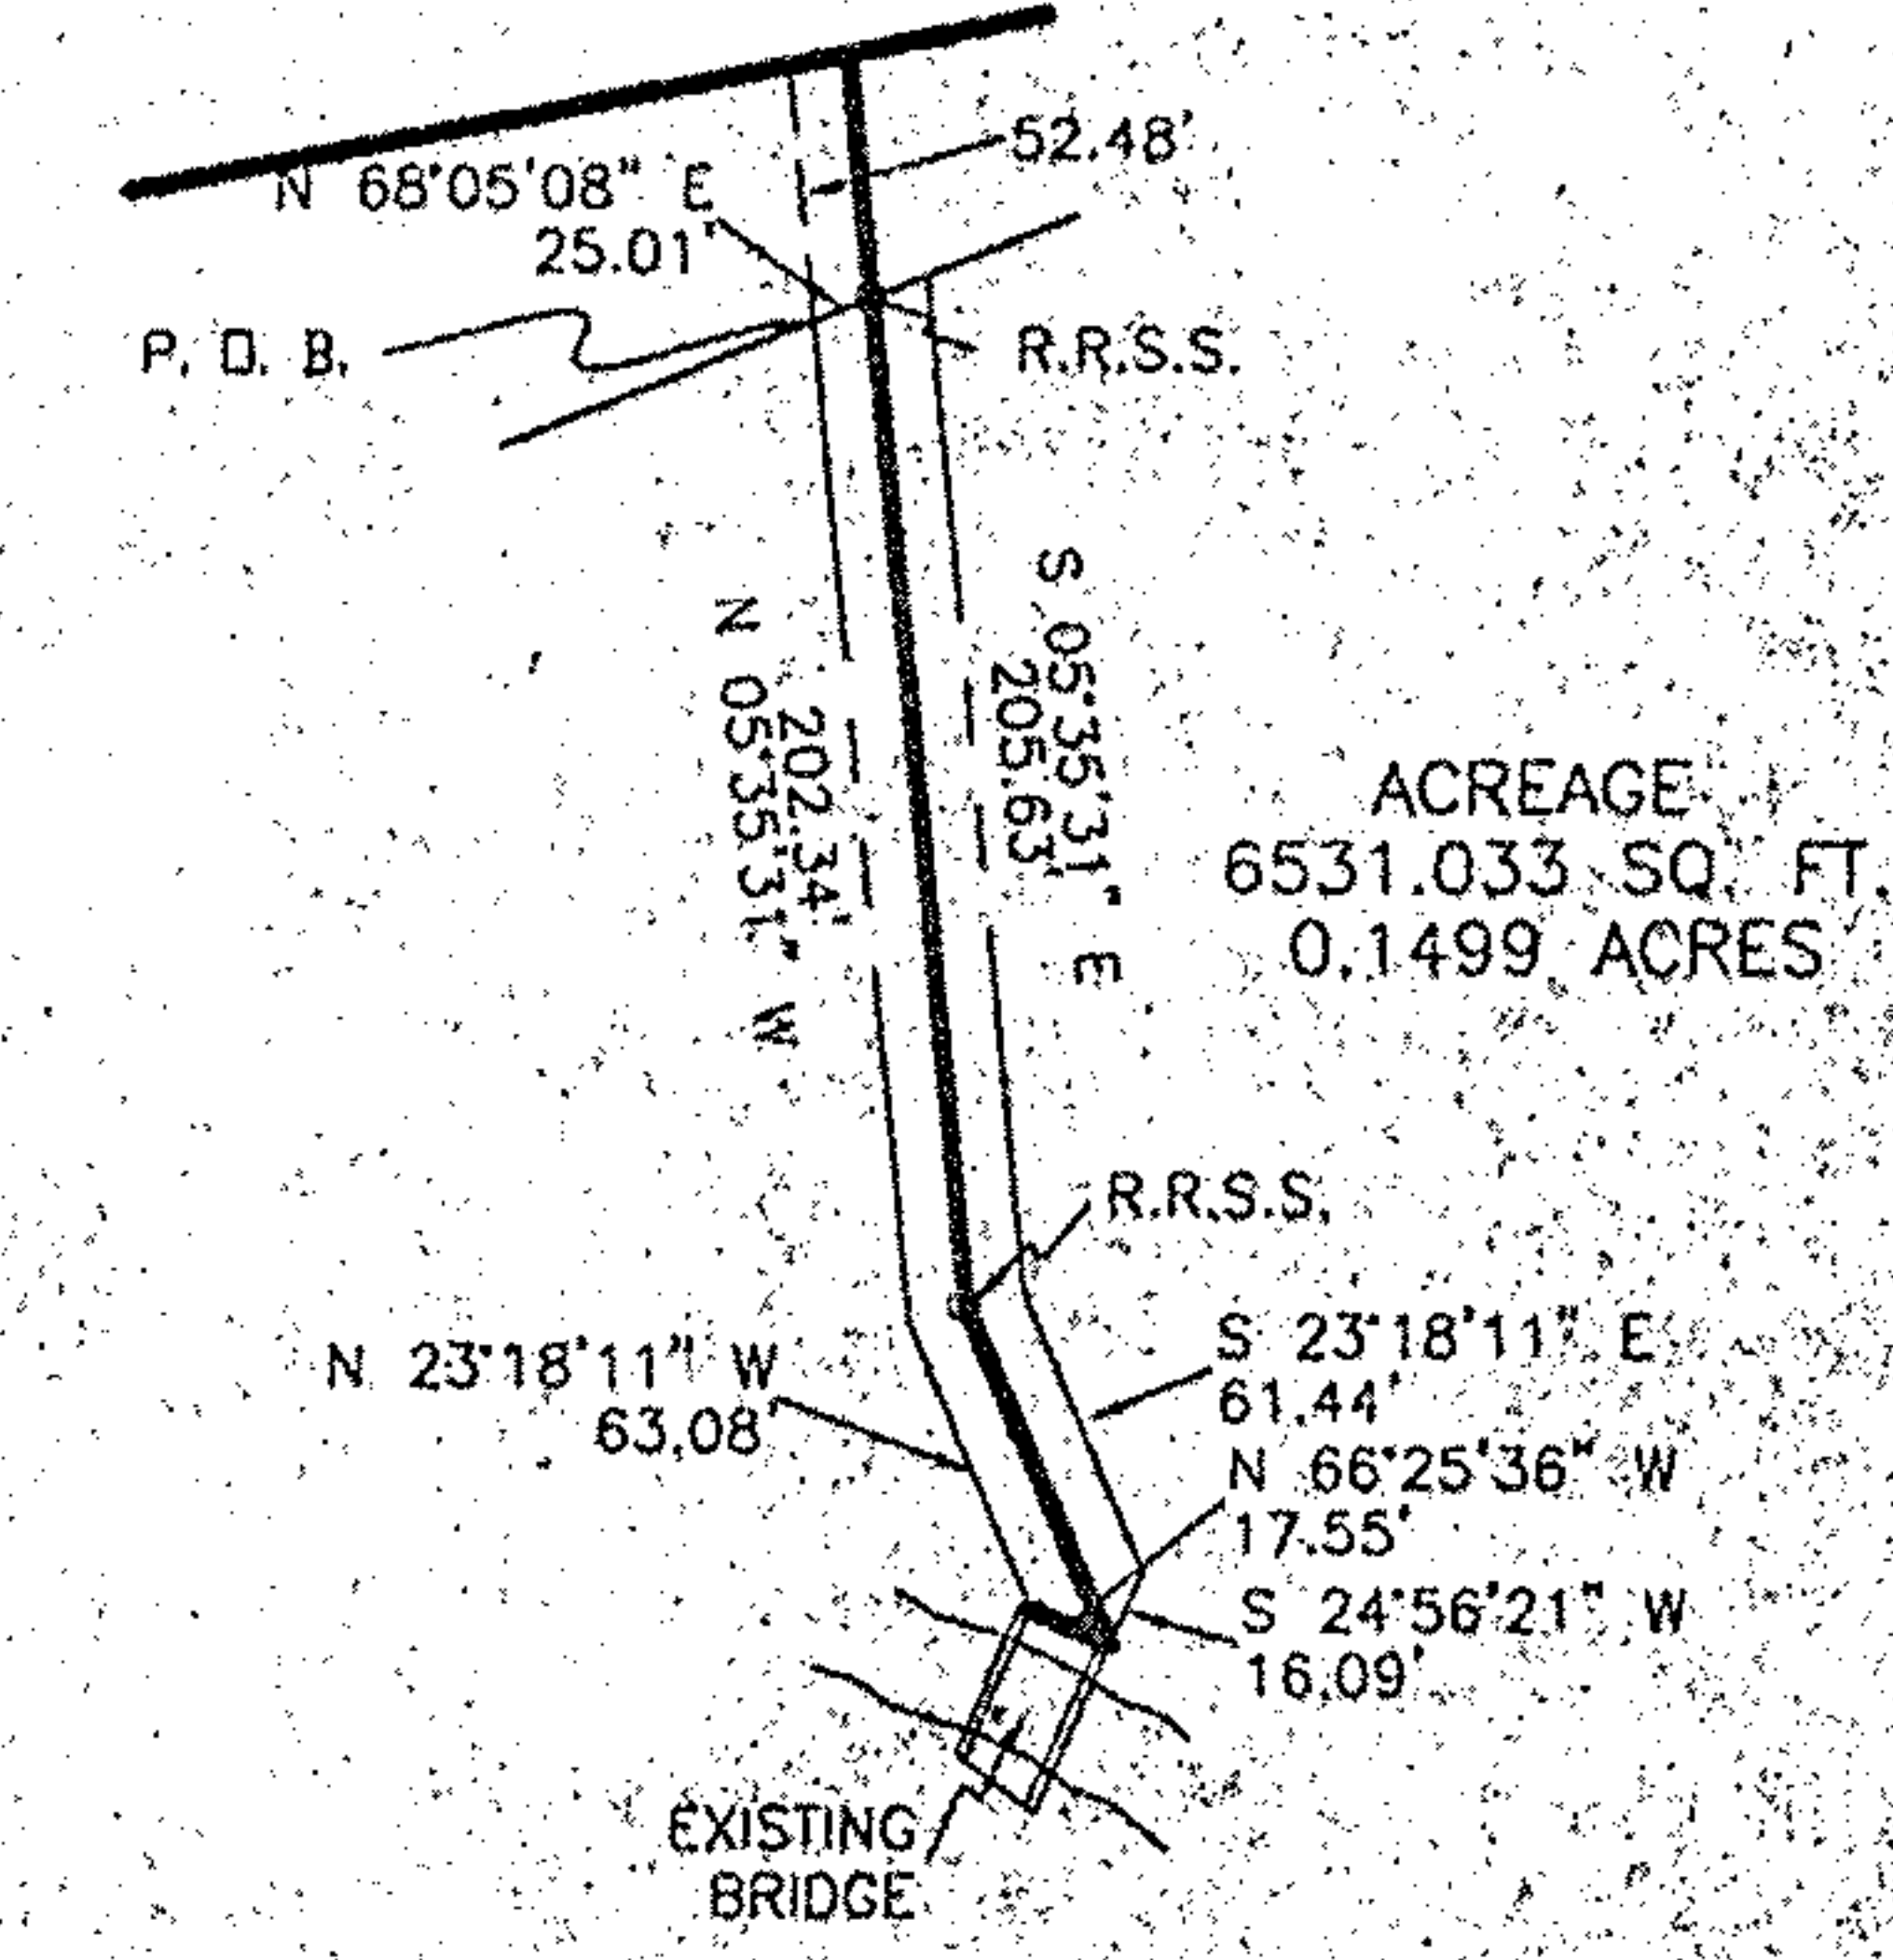 52.48'
N 68°05'08" E
25.01'
P. O. B.
R.R.S.S.
S 05°35'31" E
205.63'
N 05°35'31" W
202.34'
ACREAGE
6531.033 SQ. FT.
0.1499 ACRES
R.R.S.S.
N 23°18'11" W
63.08'
S 23°18'11" E
61.44'
N 66°25'36" W
17.55'
S 24°56'21" W
16.09'
EXISTING
BRIDGE